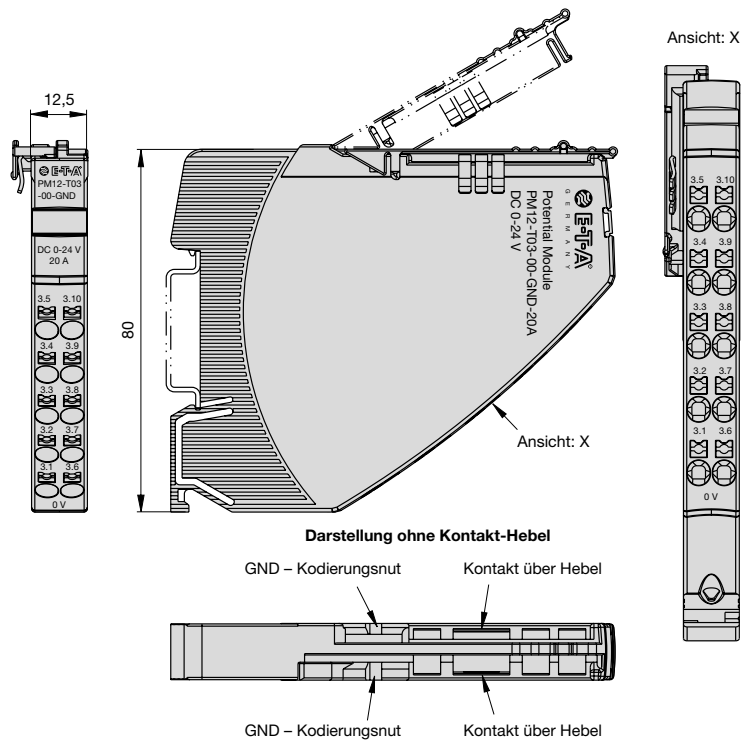 Ansicht: X
12,5
E-T-A
PM12-T03
-00-GND
DC 0-24 V
20 A
3.5 3.10
3.4 3.9
3.3 3.8
3.2 3.7
3.1 3.6
0 V
80
E-T-A®
GERMANY
Potential Module
PM12-T03-00-GND-20A
DC 0-24 V
Ansicht: X
3.5 3.10
3.4 3.9
3.3 3.8
3.2 3.7
3.1 3.6
0 V
Darstellung ohne Kontakt-Hebel
GND – Kodierungsnut Kontakt über Hebel
GND – Kodierungsnut Kontakt über Hebel